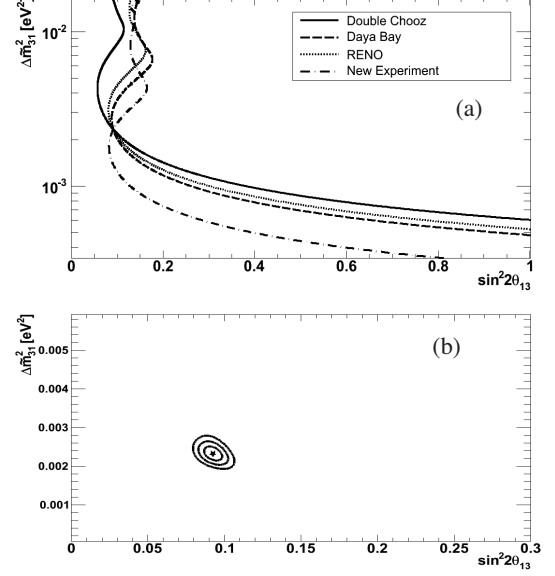 Δm̃²₃₁ [eV²
10⁻²
10⁻³
Double Chooz
Daya Bay
RENO
New Experiment
(a)
0 0.2 0.4 0.6 0.8 1
sin²2θ₁₃
Δm̃²₃₁ [eV²]
(b)
0.005
0.004
0.003
0.002
0.001
0 0.05 0.1 0.15 0.2 0.25 0.3
sin²2θ₁₃